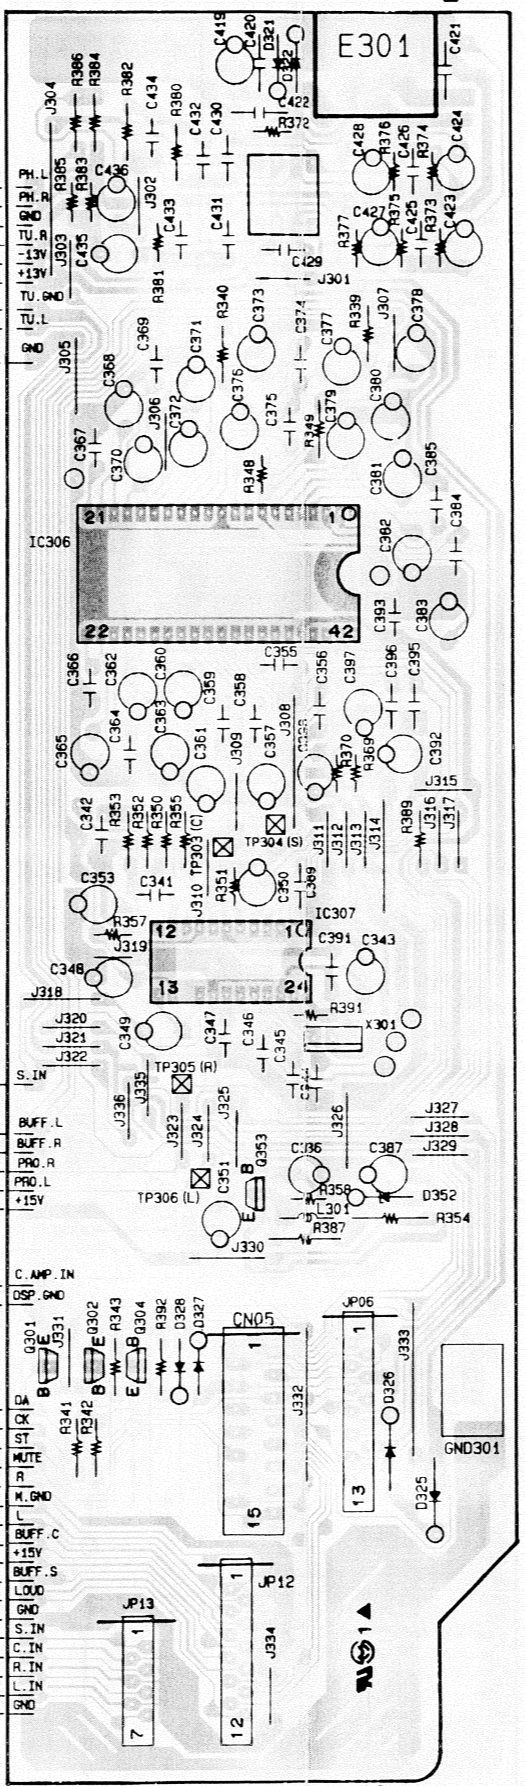 C419
C420
D321
D322
E301
C421
C422
R372
J304
R386
R384
R382
C434
R380
C432
C430
C428
R376
C426
R374
C424
PH.L
PH.R
GND
TU.R
-13V
+13V
TU.GND
TU.L
GND
R385
R383
C436
J302
C433
C431
J303
C435
R381
C429
J301
R377
C427
R375
C425
R373
C423
J305
C368
C369
C371
R340
C373
C374
C377
R339
J307
C378
C367
C370
J306
C372
C376
R348
C375
R349
C379
C380
C381
C385
C384
IC306
21
1
22
42
C382
C393
C383
C366
C362
C360
C359
C358
C355
C356
C397
C396
C395
C365
C364
C363
C361
J309
C357
J308
R370
R369
C392
J315
C342
R353
R352
R350
R355
TP303 (C)
TP304 (S)
J311
J312
J313
J314
R389
J316
J317
C353
C341
J310
R351
C350
C389
R357
J319
12
1
13
24
IC307
C391
C343
C348
J318
J320
J321
J322
C349
C347
C346
C345
R391
X301
S.IN
J336
J335
TP305 (R)
J323
J324
J325
J326
J327
J328
J329
BUFF.L
BUFF.R
PRO.R
PRO.L
+15V
TP306 (L)
C351
B
E
Q353
C386
C387
R358
L301
R387
D352
R354
J330
C.AMP.IN
DSP.GND
Q301
E
B
J331
Q302
E
B
R343
Q304
B
E
R392
D328
D327
CN05
1
15
J332
JP06
1
13
J333
D326
GND301
D325
DA
CK
ST
MUTE
R
M.GND
L
BUFF.C
+15V
BUFF.S
LOUD
GND
S.IN
C.IN
R.IN
L.IN
GND
R341
R342
JP13
1
7
JP12
1
12
J334
1